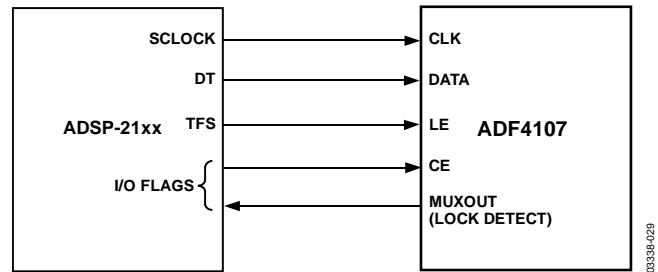 SCLOCK CLK
DT DATA
ADSP-21xx TFS LE ADF4107
CE
I/O FLAGS
MUXOUT
(LOCK DETECT)
03338-029